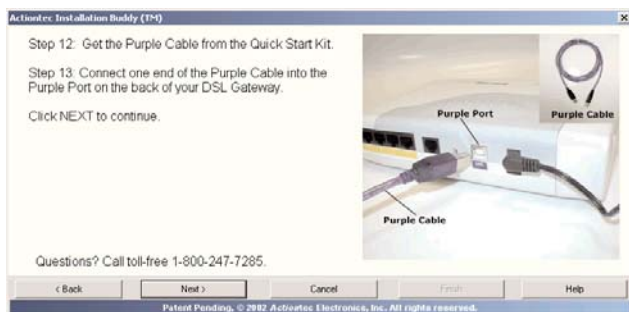 Actiontec Installation Buddy (TM)
Step 12: Get the Purple Cable from the Quick Start Kit.
Step 13: Connect one end of the Purple Cable into the
Purple Port on the back of your DSL Gateway.
Click NEXT to continue.
Purple Port
Purple Cable
Purple Cable
Questions? Call toll-free 1-800-247-7285.
< Back
Next >
Cancel
Finish
Help
Patent Pending, © 2002 Actiontec Electronics, Inc. All rights reserved.